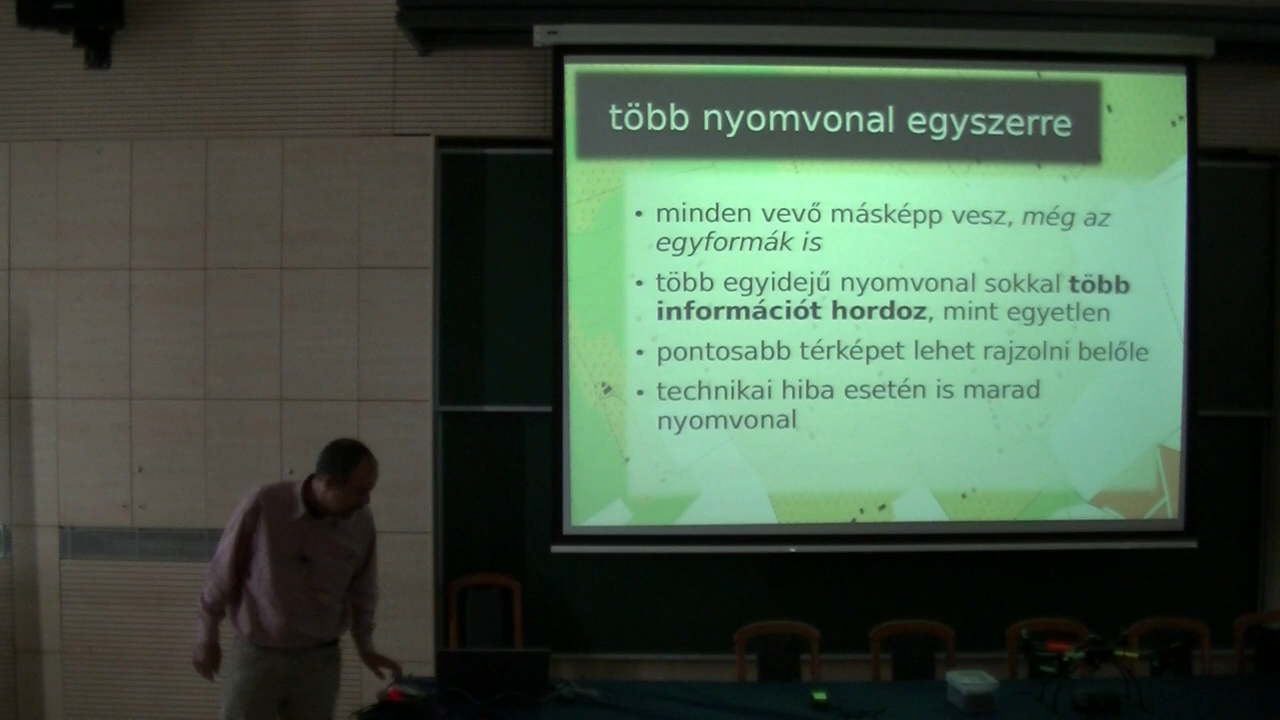 több nyomvonal egyszerre
• minden vevő másképp vesz, még az
egyformák is
• több egyidejű nyomvonal sokkal több
információt hordoz, mint egyetlen
• pontosabb térképet lehet rajzolni belőle
• technikai hiba esetén is marad
nyomvonal